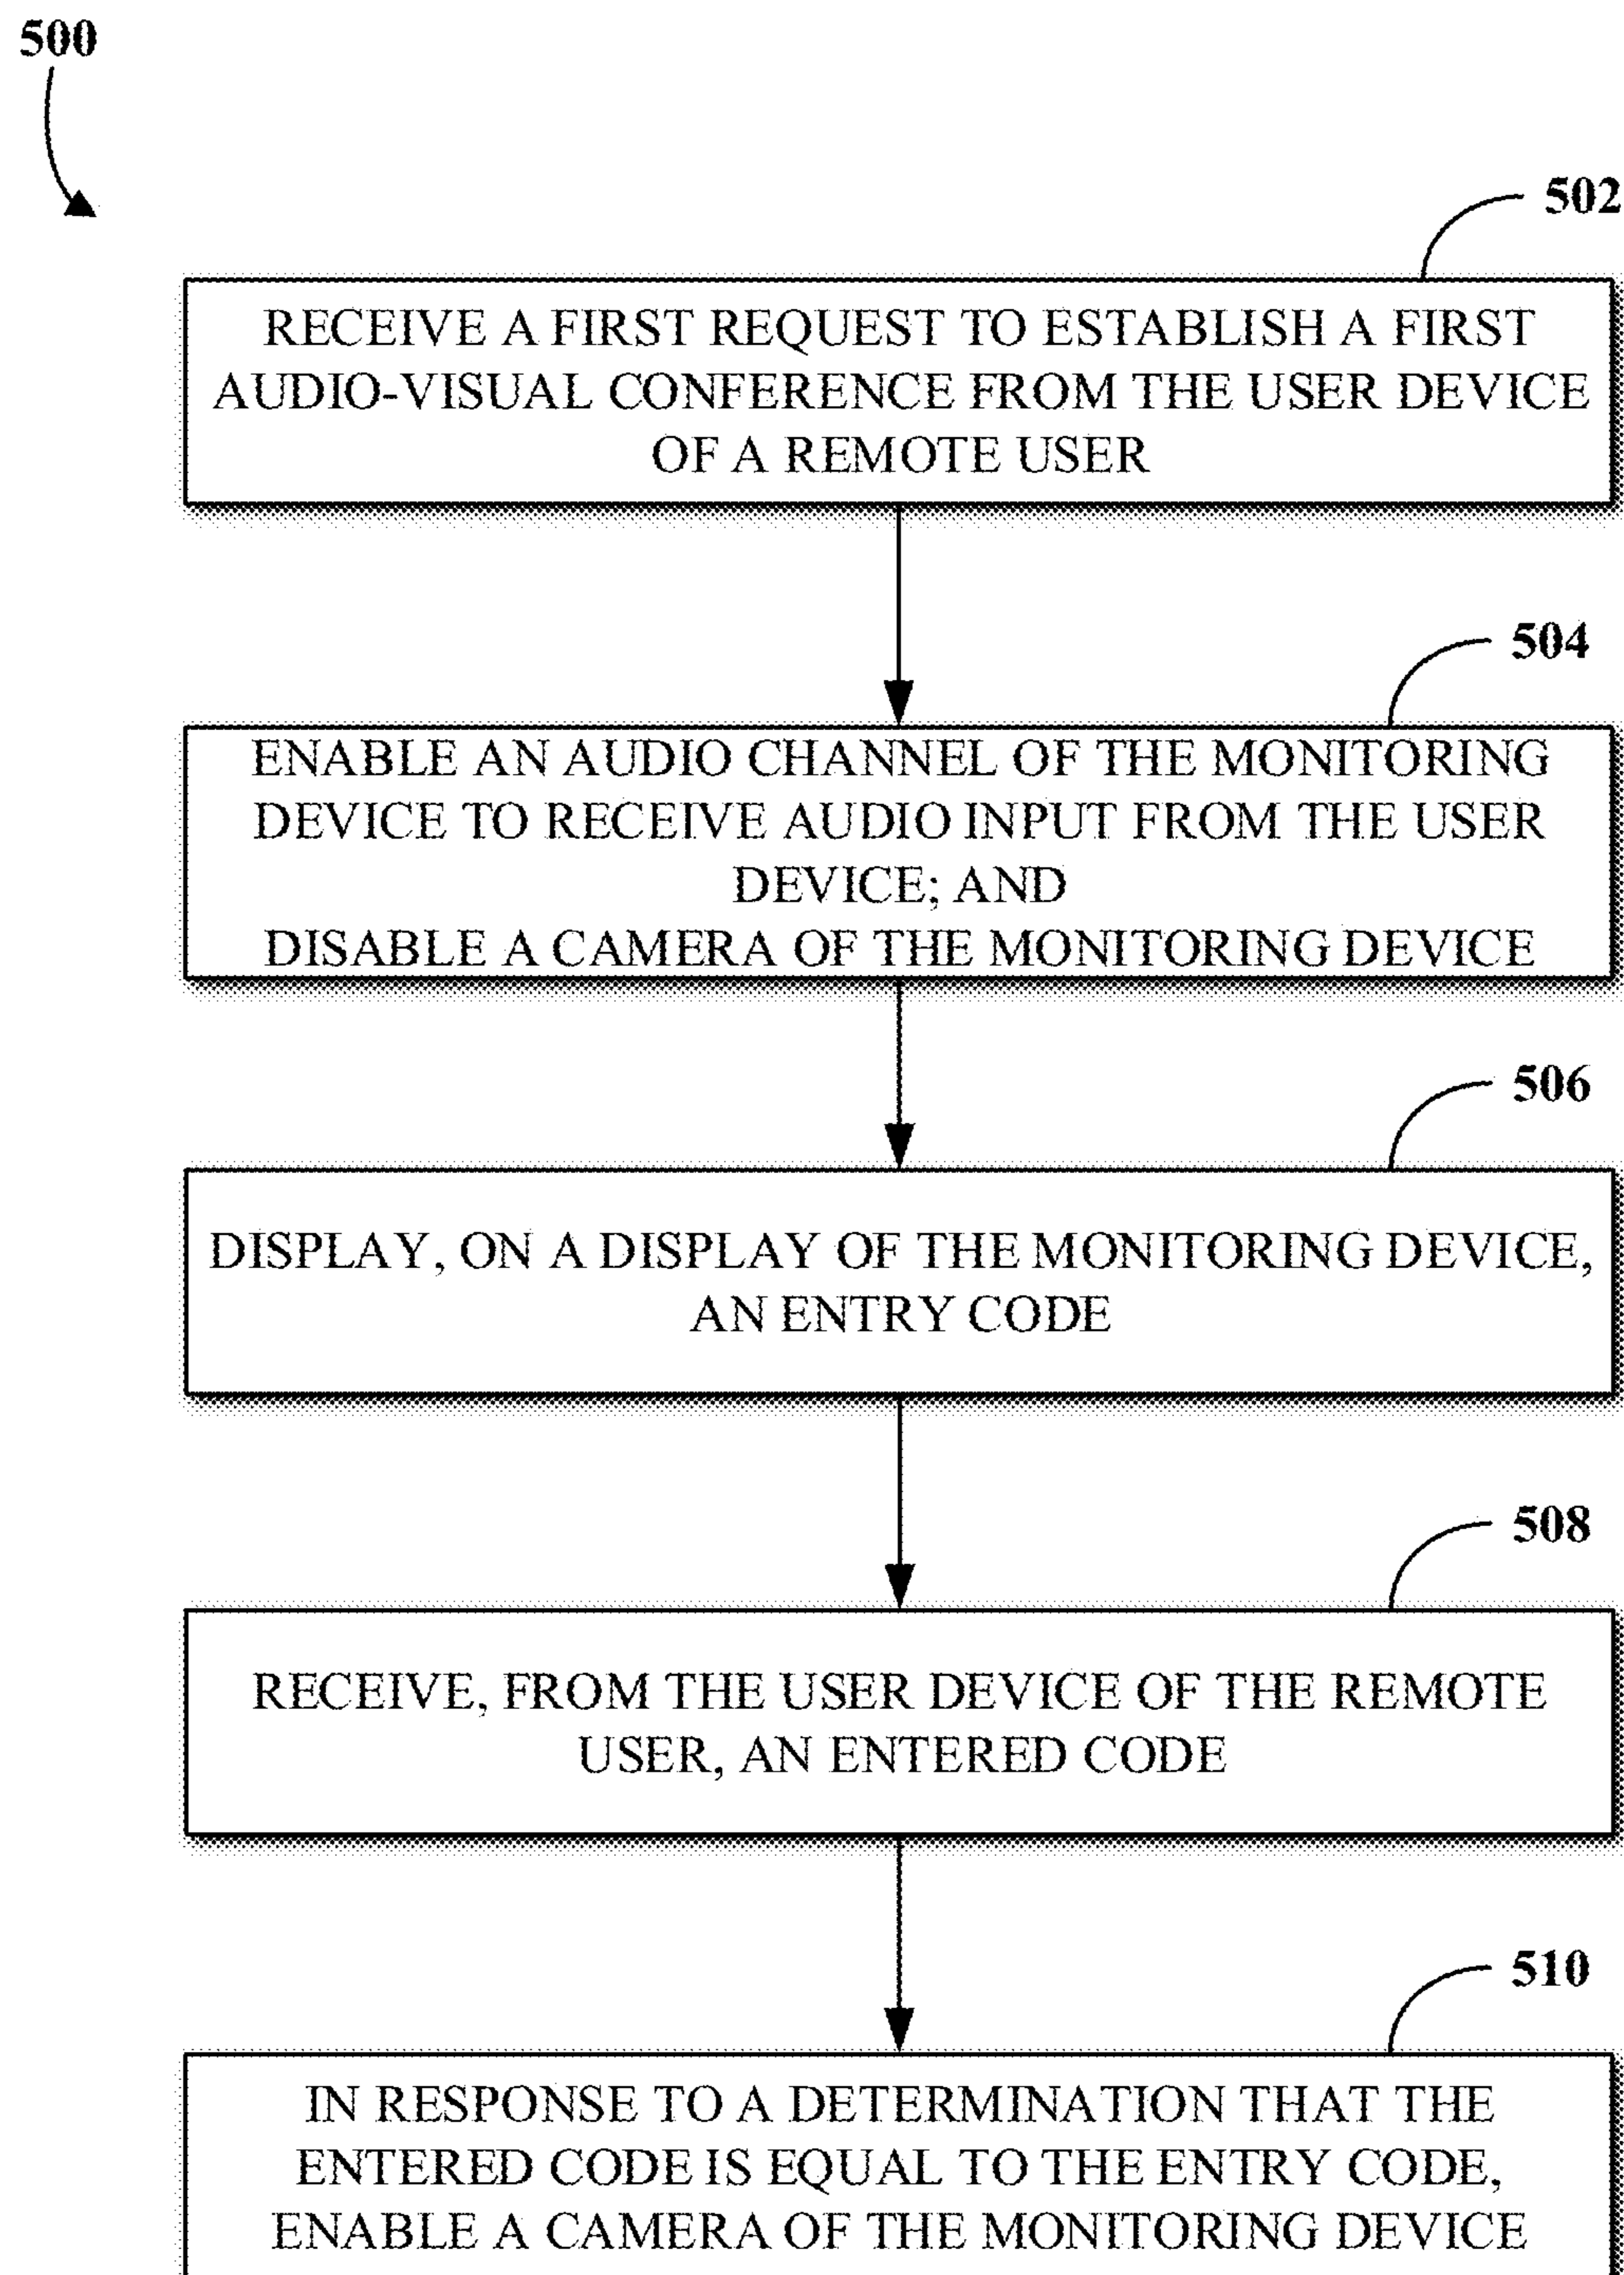 500
502
RECEIVE A FIRST REQUEST TO ESTABLISH A FIRST
AUDIO-VISUAL CONFERENCE FROM THE USER DEVICE
OF A REMOTE USER
504
ENABLE AN AUDIO CHANNEL OF THE MONITORING
DEVICE TO RECEIVE AUDIO INPUT FROM THE USER
DEVICE; AND
DISABLE A CAMERA OF THE MONITORING DEVICE
506
DISPLAY, ON A DISPLAY OF THE MONITORING DEVICE,
AN ENTRY CODE
508
RECEIVE, FROM THE USER DEVICE OF THE REMOTE
USER, AN ENTERED CODE
510
IN RESPONSE TO A DETERMINATION THAT THE
ENTERED CODE IS EQUAL TO THE ENTRY CODE,
ENABLE A CAMERA OF THE MONITORING DEVICE